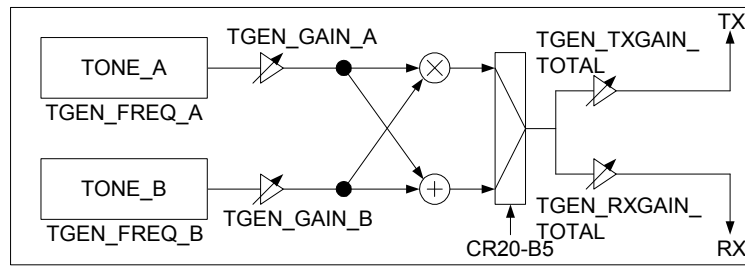 TX
TGEN_GAIN_A
TGEN_TXGAIN_
TOTAL
TONE_A
TGEN_FREQ_A
×
TONE_B
TGEN_FREQ_B
+
TGEN_GAIN_B
TGEN_RXGAIN_
TOTAL
CR20-B5
RX